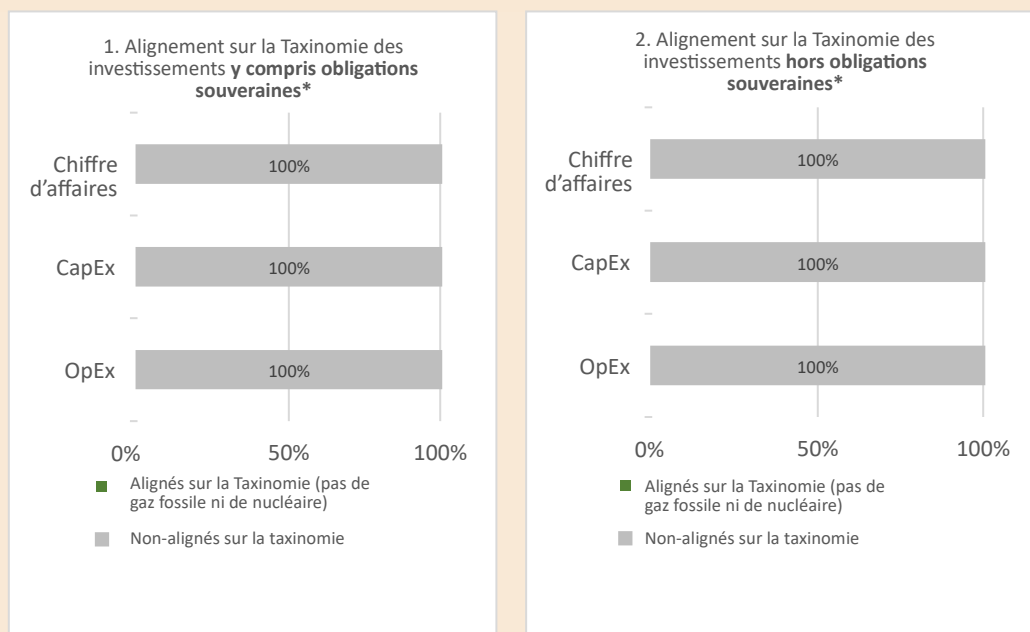 1. Alignement sur la Taxinomie des
investissements y compris obligations
souveraines*
Chiffre
d’affaires
100%
CapEx
100%
OpEx
100%
0%
50%
100%
Alignés sur la Taxinomie (pas de
gaz fossile ni de nucléaire)
Non-alignés sur la taxinomie
2. Alignement sur la Taxinomie des
investissements hors obligations
souveraines*
Chiffre
d’affaires
100%
CapEx
100%
OpEx
100%
0%
50%
100%
Alignés sur la Taxinomie (pas de
gaz fossile ni de nucléaire)
Non-alignés sur la taxinomie